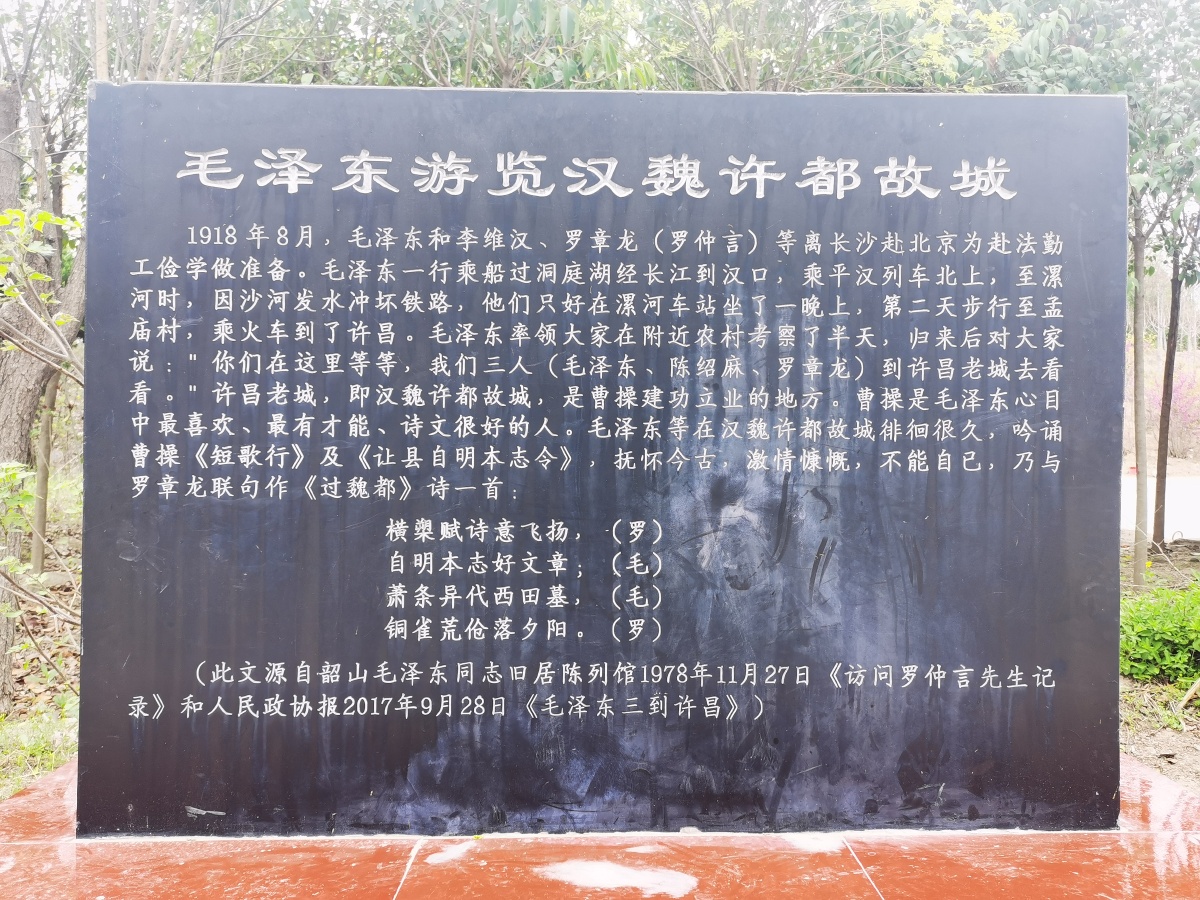 毛泽东游览汉魏许都故城
1918年8月，毛泽东和李维汉、罗章龙（罗仲言）等离长沙赴北京为赴法勤
工俭学做准备。毛泽东一行乘船过洞庭湖经长江到汉口，乘平汉列车北上，至漯
河时，因沙河发水冲坏铁路，他们只好在漯河车站坐了一晚上，第二天步行至孟
庙村，乘火车到了许昌。毛泽东率领大家在附近农村考察了半天，归来后对大家
说："你们在这里等等，我们三人（毛泽东、陈绍麻、罗章龙）到许昌老城去看
看。"许昌老城，即汉魏许都故城，是曹操建功立业的地方。曹操是毛泽东心目
中最喜欢、最有才能、诗文很好的人。毛泽东等在汉魏许都故城徘徊很久，吟诵
曹操《短歌行》及《让县自明本志令》，抚怀今古，激情慷慨，不能自己，乃与
罗章龙联句作《过魏都》诗一首：
横槊赋诗意飞扬，（罗）
自明本志好文章；（毛）
萧条异代西田墓，（毛）
铜雀荒伧落夕阳。（罗）
（此文源自韶山毛泽东同志旧居陈列馆1978年11月27日《访问罗仲言先生记
录》和人民政协报2017年9月28日《毛泽东三到许昌》）